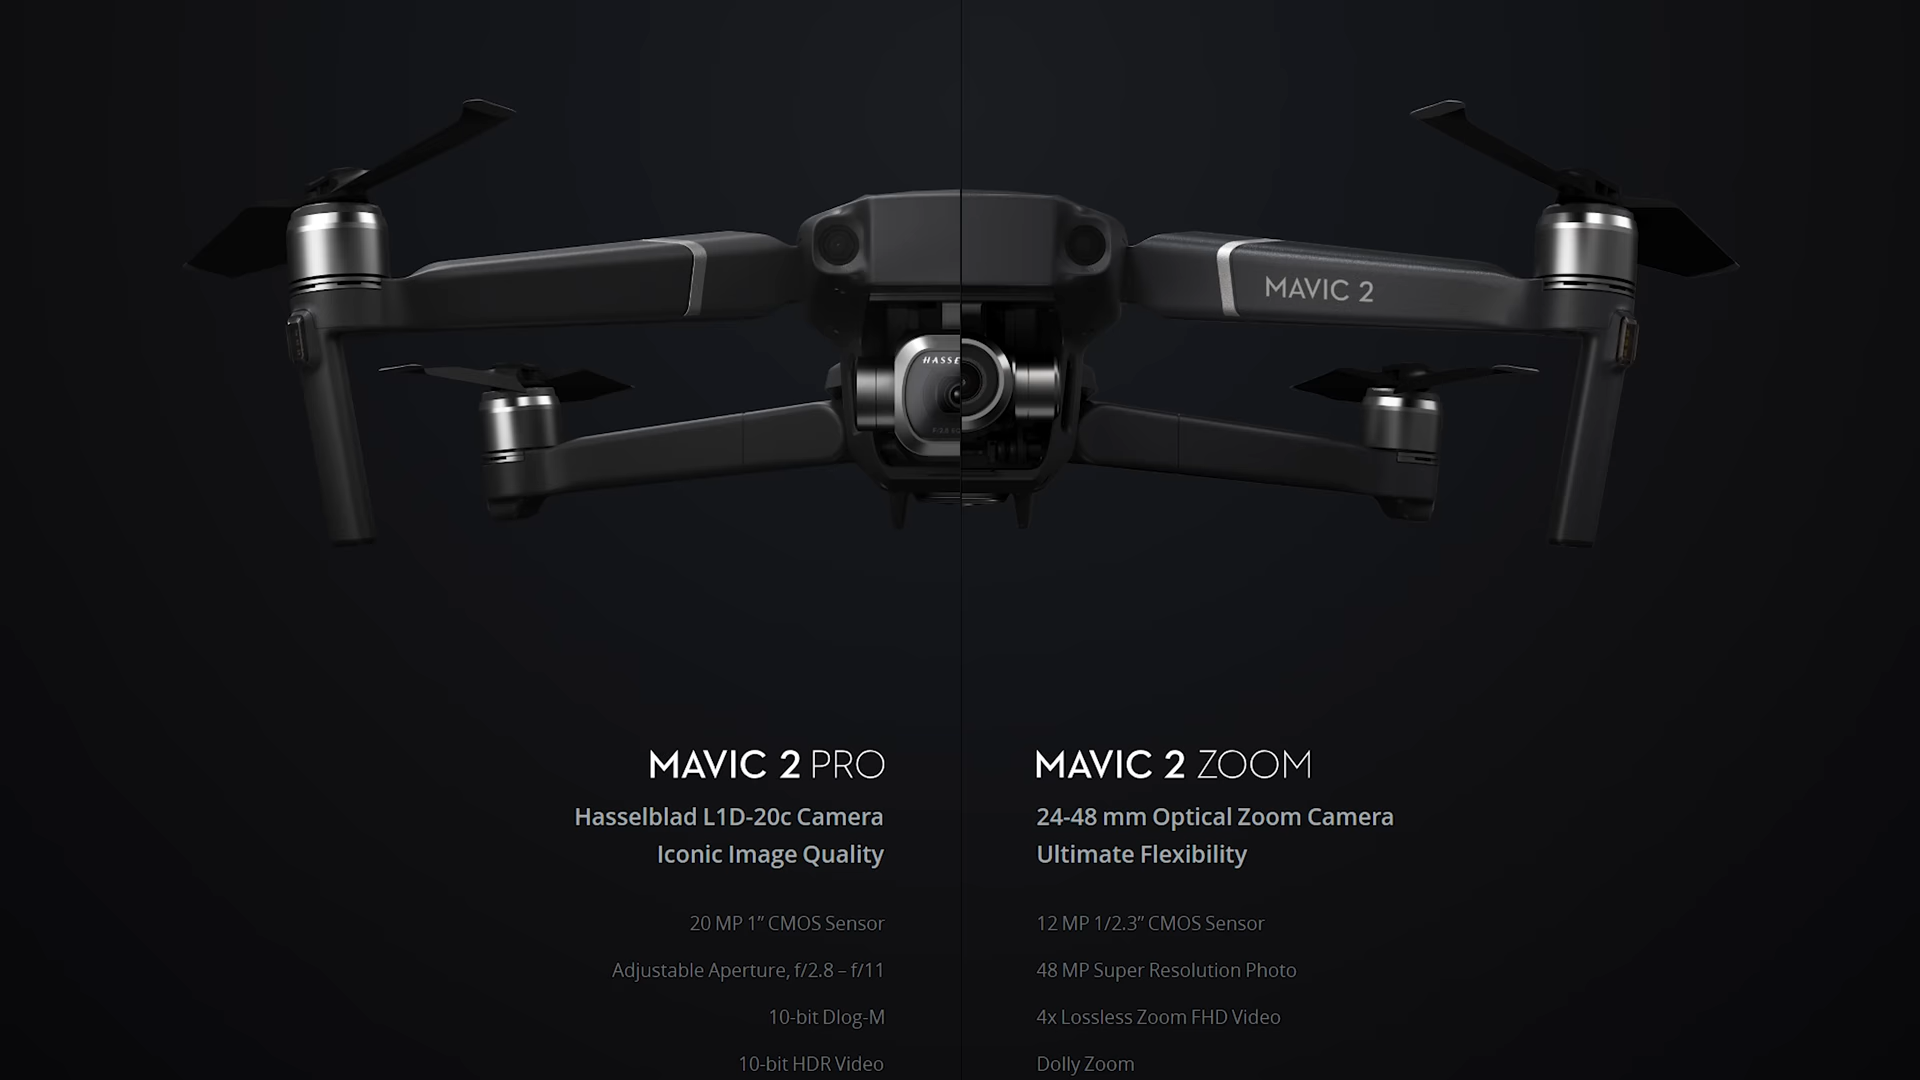 MAVIC 2
HASSE
MAVIC 2 PRO
Hasselblad L1D-20c Camera
Iconic Image Quality
20 MP 1” CMOS Sensor
Adjustable Aperture, f/2.8 – f/11
10-bit Dlog-M
10-bit HDR Video
MAVIC 2 ZOOM
24-48 mm Optical Zoom Camera
Ultimate Flexibility
12 MP 1/2.3” CMOS Sensor
48 MP Super Resolution Photo
4x Lossless Zoom FHD Video
Dolly Zoom